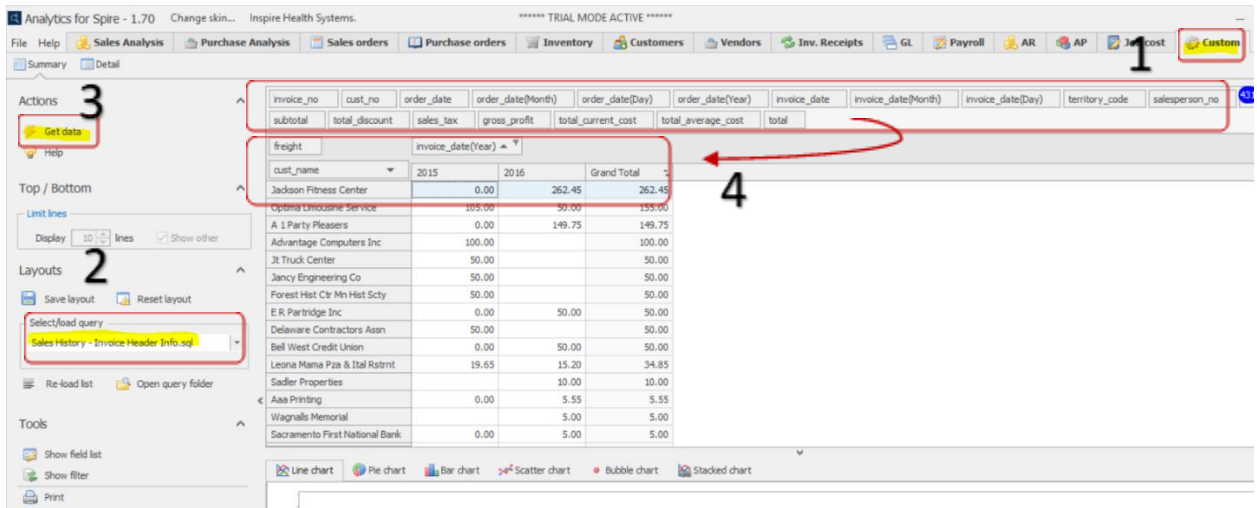 Analytics for Spire - 1.70 Change skin... Inspire Health Systems. ****** TRIAL MODE ACTIVE ******
File Help Sales Analysis Purchase Analysis Sales orders Purchase orders Inventory Customers Vendors Inv. Receipts GL Payroll AR AP cost Custom
1
Summary Detail
Actions
3
Get data
Help
Top / Bottom
Limit lines
Display 10 lines Show other
Layouts
2
Save layout Reset layout
Select/load query
Sales History - Invoice Header Info.sql
Re-load list Open query folder
Tools
Show field list
Show filter
Print
invoice_no cust_no order_date order_date(Month) order_date(Day) order_date(Year) invoice_date invoice_date(Month) invoice_date(Day) territory_code salesperson_no
431
subtotal total_discount sales_tax gross_profit total_current_cost total_average_cost total
freight invoice_date(Year)
4
cust_name 2015 2016 Grand Total
Jackson Fitness Center 0.00 262.45 262.45
Optima Limousine Service 105.00 50.00 155.00
A 1 Party Pleasers 0.00 149.75 149.75
Advantage Computers Inc 100.00 100.00
Jt Truck Center 50.00 50.00
Jancy Engineering Co 50.00 50.00
Forest Hist Ctr Mn Hist Scty 50.00 50.00
E R Partridge Inc 0.00 50.00 50.00
Delaware Contractors Assn 50.00 50.00
Bell West Credit Union 0.00 50.00 50.00
Leona Mama Pza & Ital Rstrnt 19.65 15.20 34.85
Sadler Properties 10.00 10.00
Aaa Printing 0.00 5.55 5.55
Wagnalls Memorial 5.00 5.00
Sacramento First National Bank 0.00 5.00 5.00
Line chart Pie chart Bar chart Scatter chart Bubble chart Stacked chart